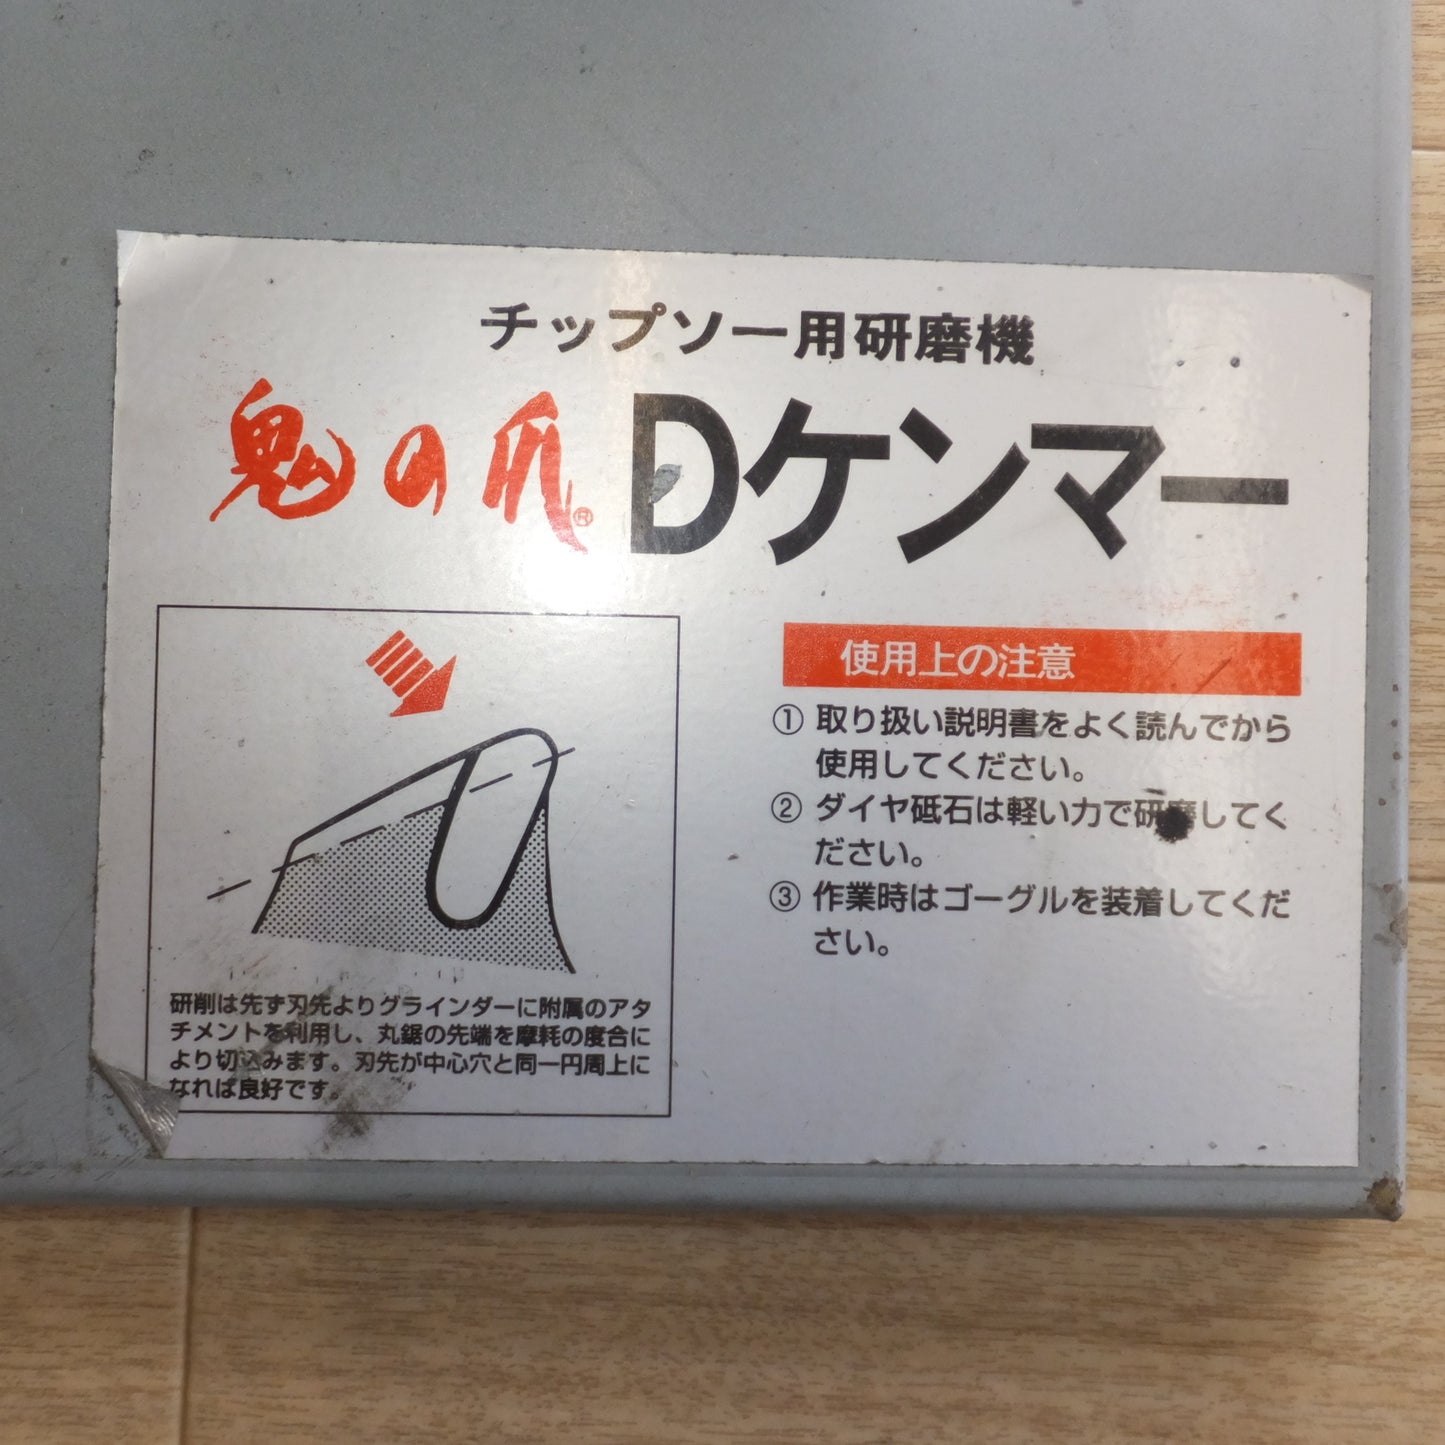 チップソー用研磨機
鬼の爪® Dケンマー
使用上の注意
① 取り扱い説明書をよく読んでから
使用してください。
② ダイヤ砥石は軽い力で研磨してく
ださい。
③ 作業時はゴーグルを装着してくだ
さい。
研削は先ず刃先よりグラインダーに附属のアタ
チメントを利用し、丸鋸の先端を摩耗の度合に
より切込みます。刃先が中心穴と同一円周上に
なれば良好です。